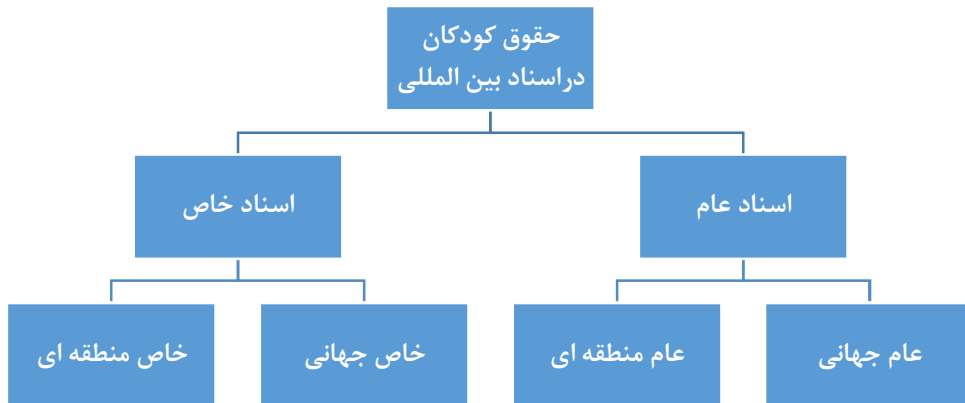 حقوق کودکان
دراسناد بین المللی
اسناد عام
اسناد خاص
عام جهانی
عام منطقه ای
خاص جهانی
خاص منطقه ای